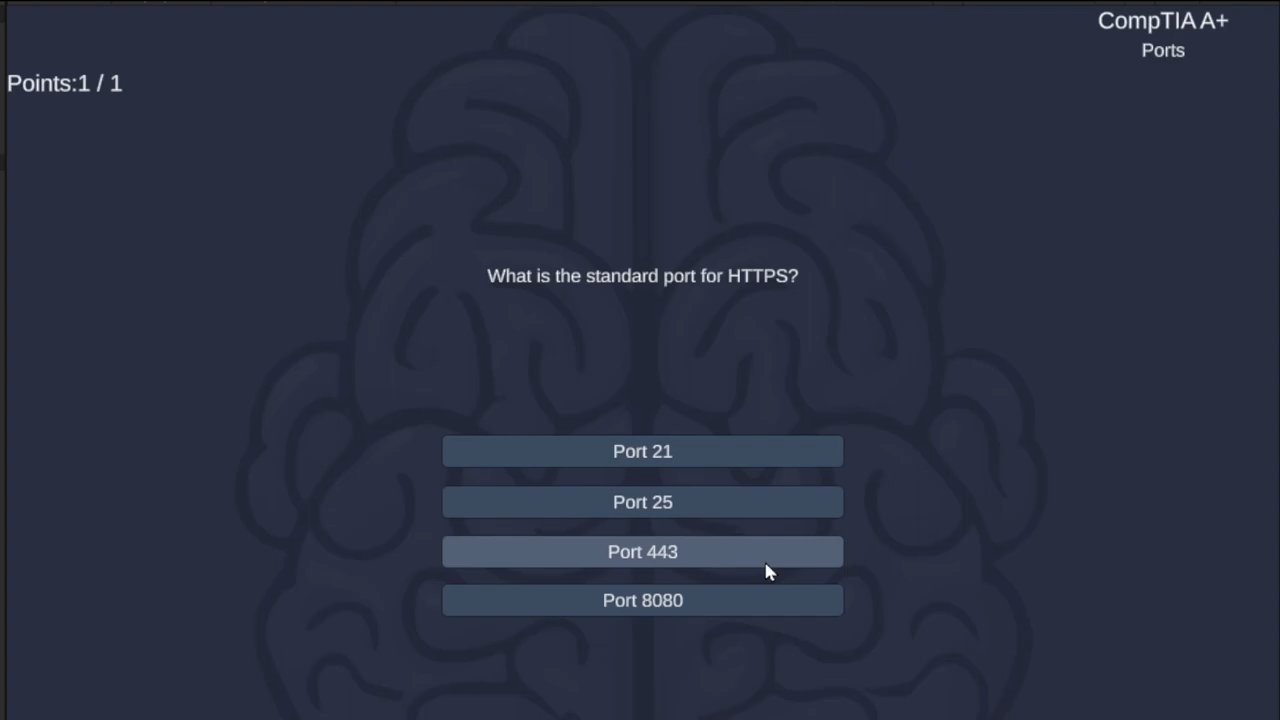 CompTIA A+
Ports
Points:1 / 1
What is the standard port for HTTPS?
Port 21
Port 25
Port 443
Port 8080